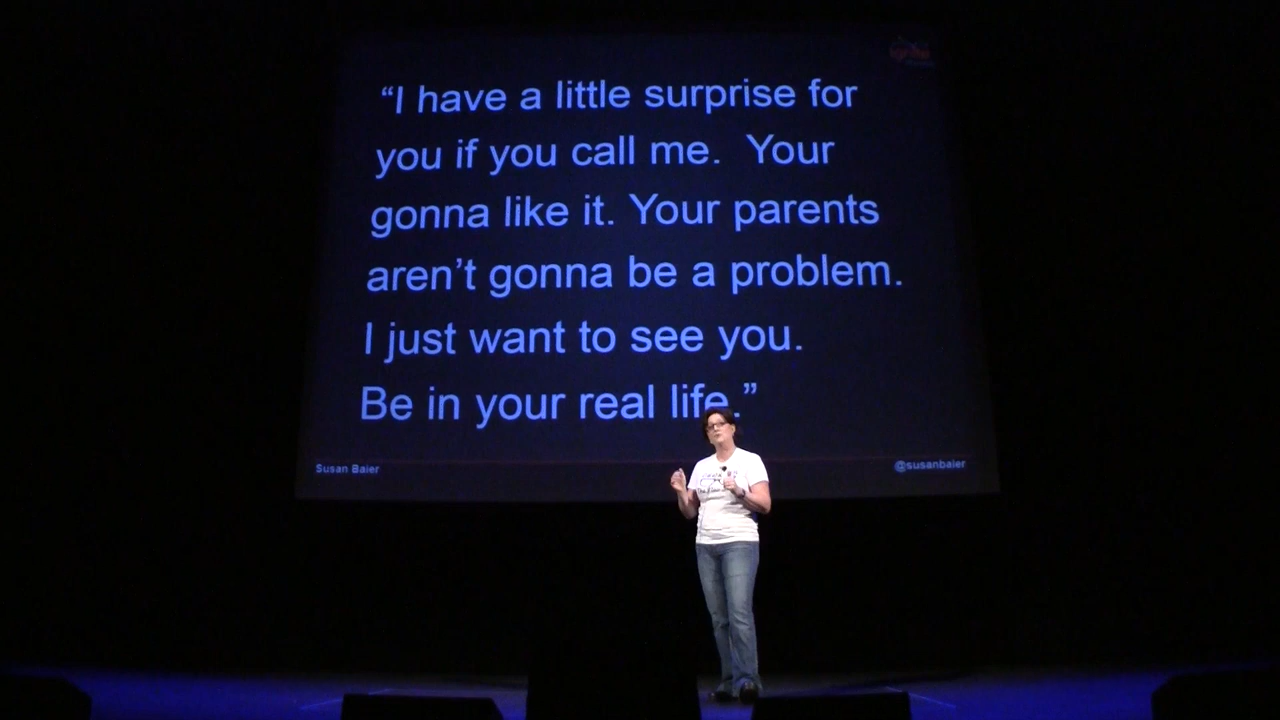 “I have a little surprise for
you if you call me.  Your
gonna like it. Your parents
aren’t gonna be a problem.
I just want to see you.
Be in your real life.”
Susan Baier
@susanbaier